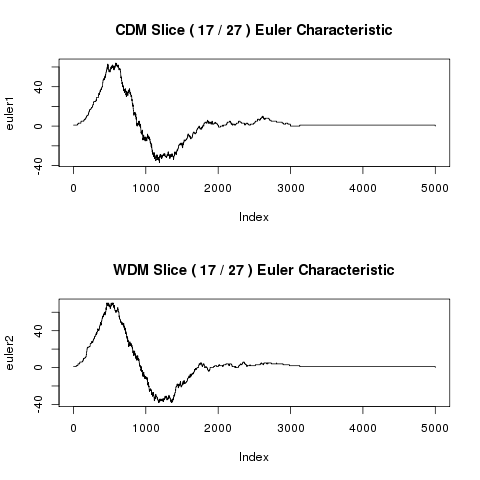 CDM Slice ( 17 / 27 ) Euler Characteristic
euler1
40
0
-40
0 1000 2000 3000 4000 5000
Index
WDM Slice ( 17 / 27 ) Euler Characteristic
euler2
40
0
-40
0 1000 2000 3000 4000 5000
Index